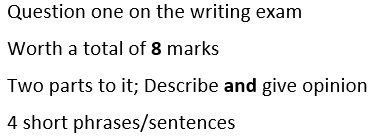 Question one on the writing exam
Worth a total of 8 marks
Two parts to it; Describe and give opinion
4 short phrases/sentences